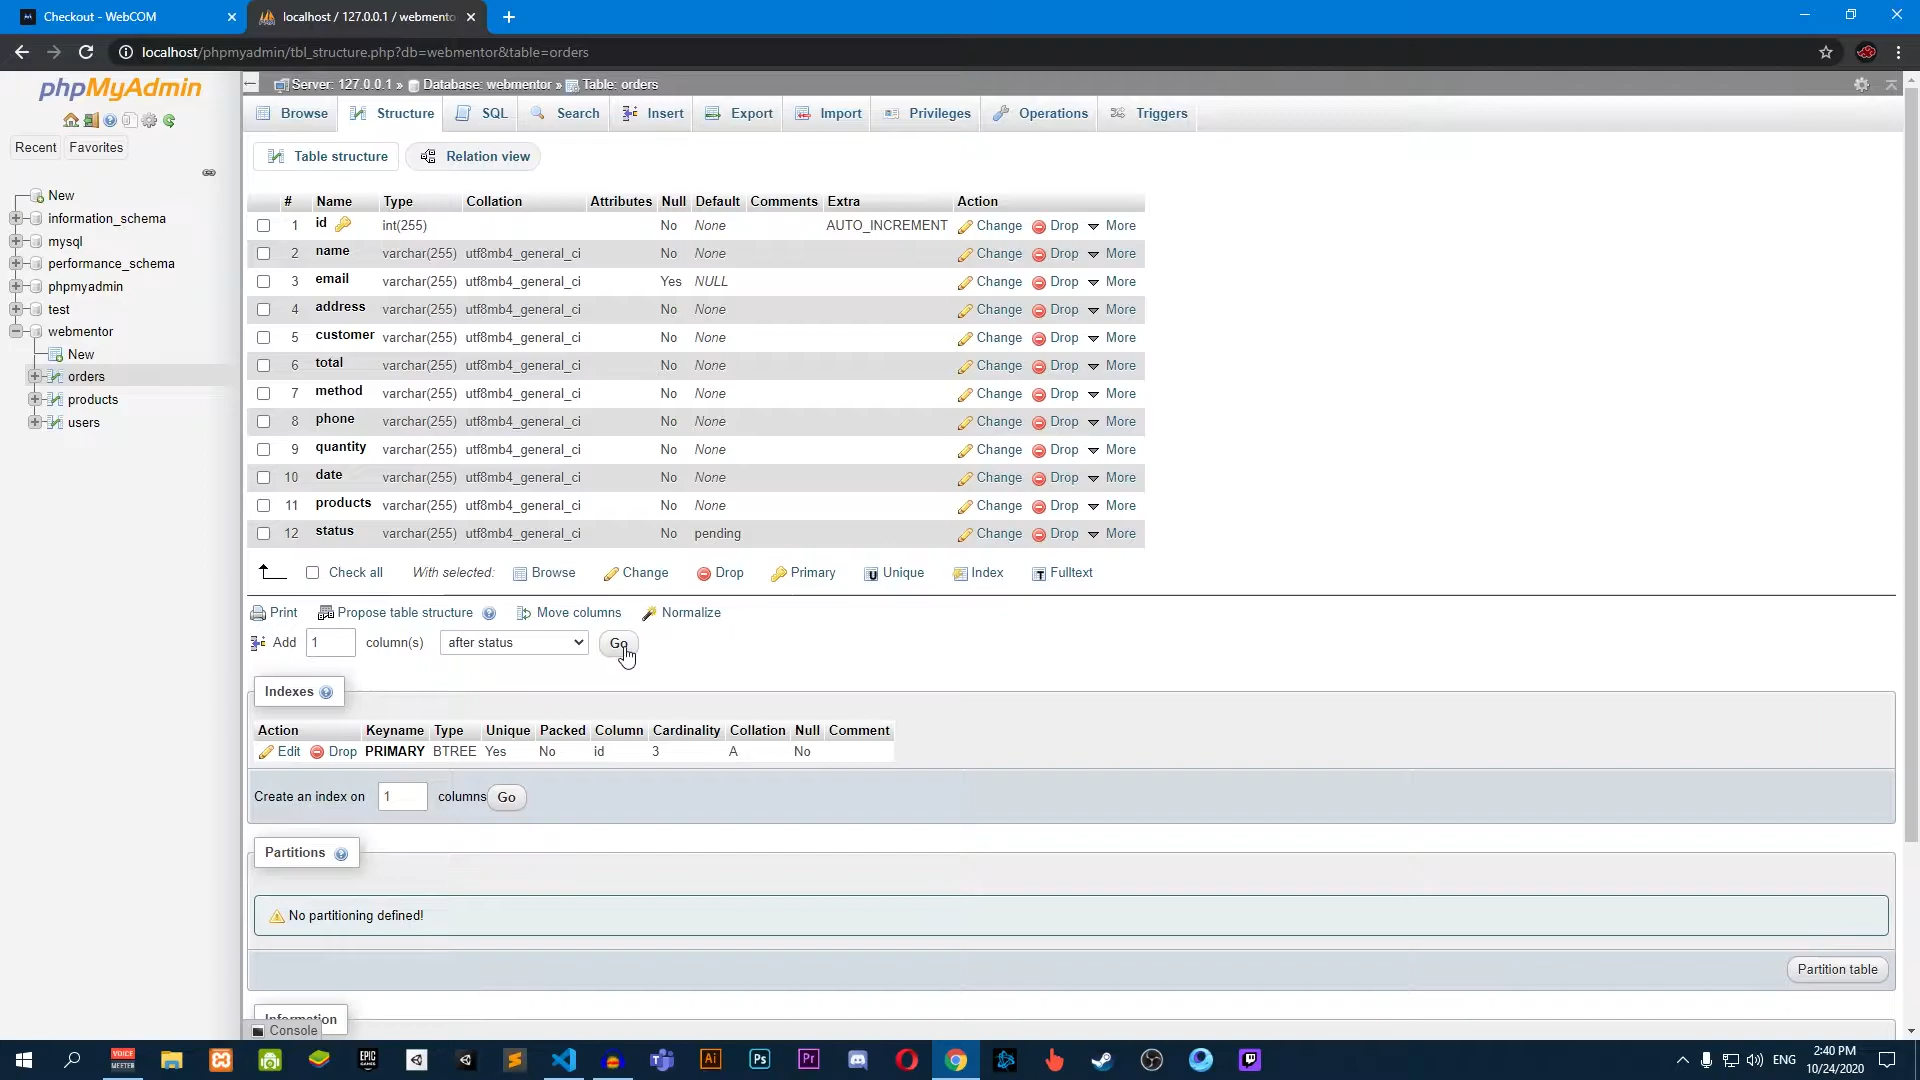 Checkout - WebCOM
localhost / 127.0.0.1 / webmento
localhost/phpmyadmin/tbl_structure.php?db=webmentor&table=orders
phpMyAdmin
Recent
Favorites
New
information_schema
mysql
performance_schema
phpmyadmin
test
webmentor
New
orders
products
users
Server: 127.0.0.1 » Database: webmentor » Table: orders
Browse Structure SQL Search Insert Export Import Privileges Operations Triggers
Table structure Relation view
# Name Type Collation Attributes Null Default Comments Extra Action
1 id int(255) No None AUTO_INCREMENT Change Drop More
2 name varchar(255) utf8mb4_general_ci No None Change Drop More
3 email varchar(255) utf8mb4_general_ci Yes NULL Change Drop More
4 address varchar(255) utf8mb4_general_ci No None Change Drop More
5 customer varchar(255) utf8mb4_general_ci No None Change Drop More
6 total varchar(255) utf8mb4_general_ci No None Change Drop More
7 method varchar(255) utf8mb4_general_ci No None Change Drop More
8 phone varchar(255) utf8mb4_general_ci No None Change Drop More
9 quantity varchar(255) utf8mb4_general_ci No None Change Drop More
10 date varchar(255) utf8mb4_general_ci No None Change Drop More
11 products varchar(255) utf8mb4_general_ci No None Change Drop More
12 status varchar(255) utf8mb4_general_ci No pending Change Drop More
Check all With selected: Browse Change Drop Primary Unique Index Fulltext
Print Propose table structure Move columns Normalize
Add 1 column(s) after status Go
Indexes
Action Keyname Type Unique Packed Column Cardinality Collation Null Comment
Edit Drop PRIMARY BTREE Yes No id 3 A No
Create an index on 1 columns Go
Partitions
No partitioning defined!
Partition table
Information
Console
VOICE
MEETER
EPIC
GAMES
Ai
Ps
Pr
ENG
2:40 PM
10/24/2020